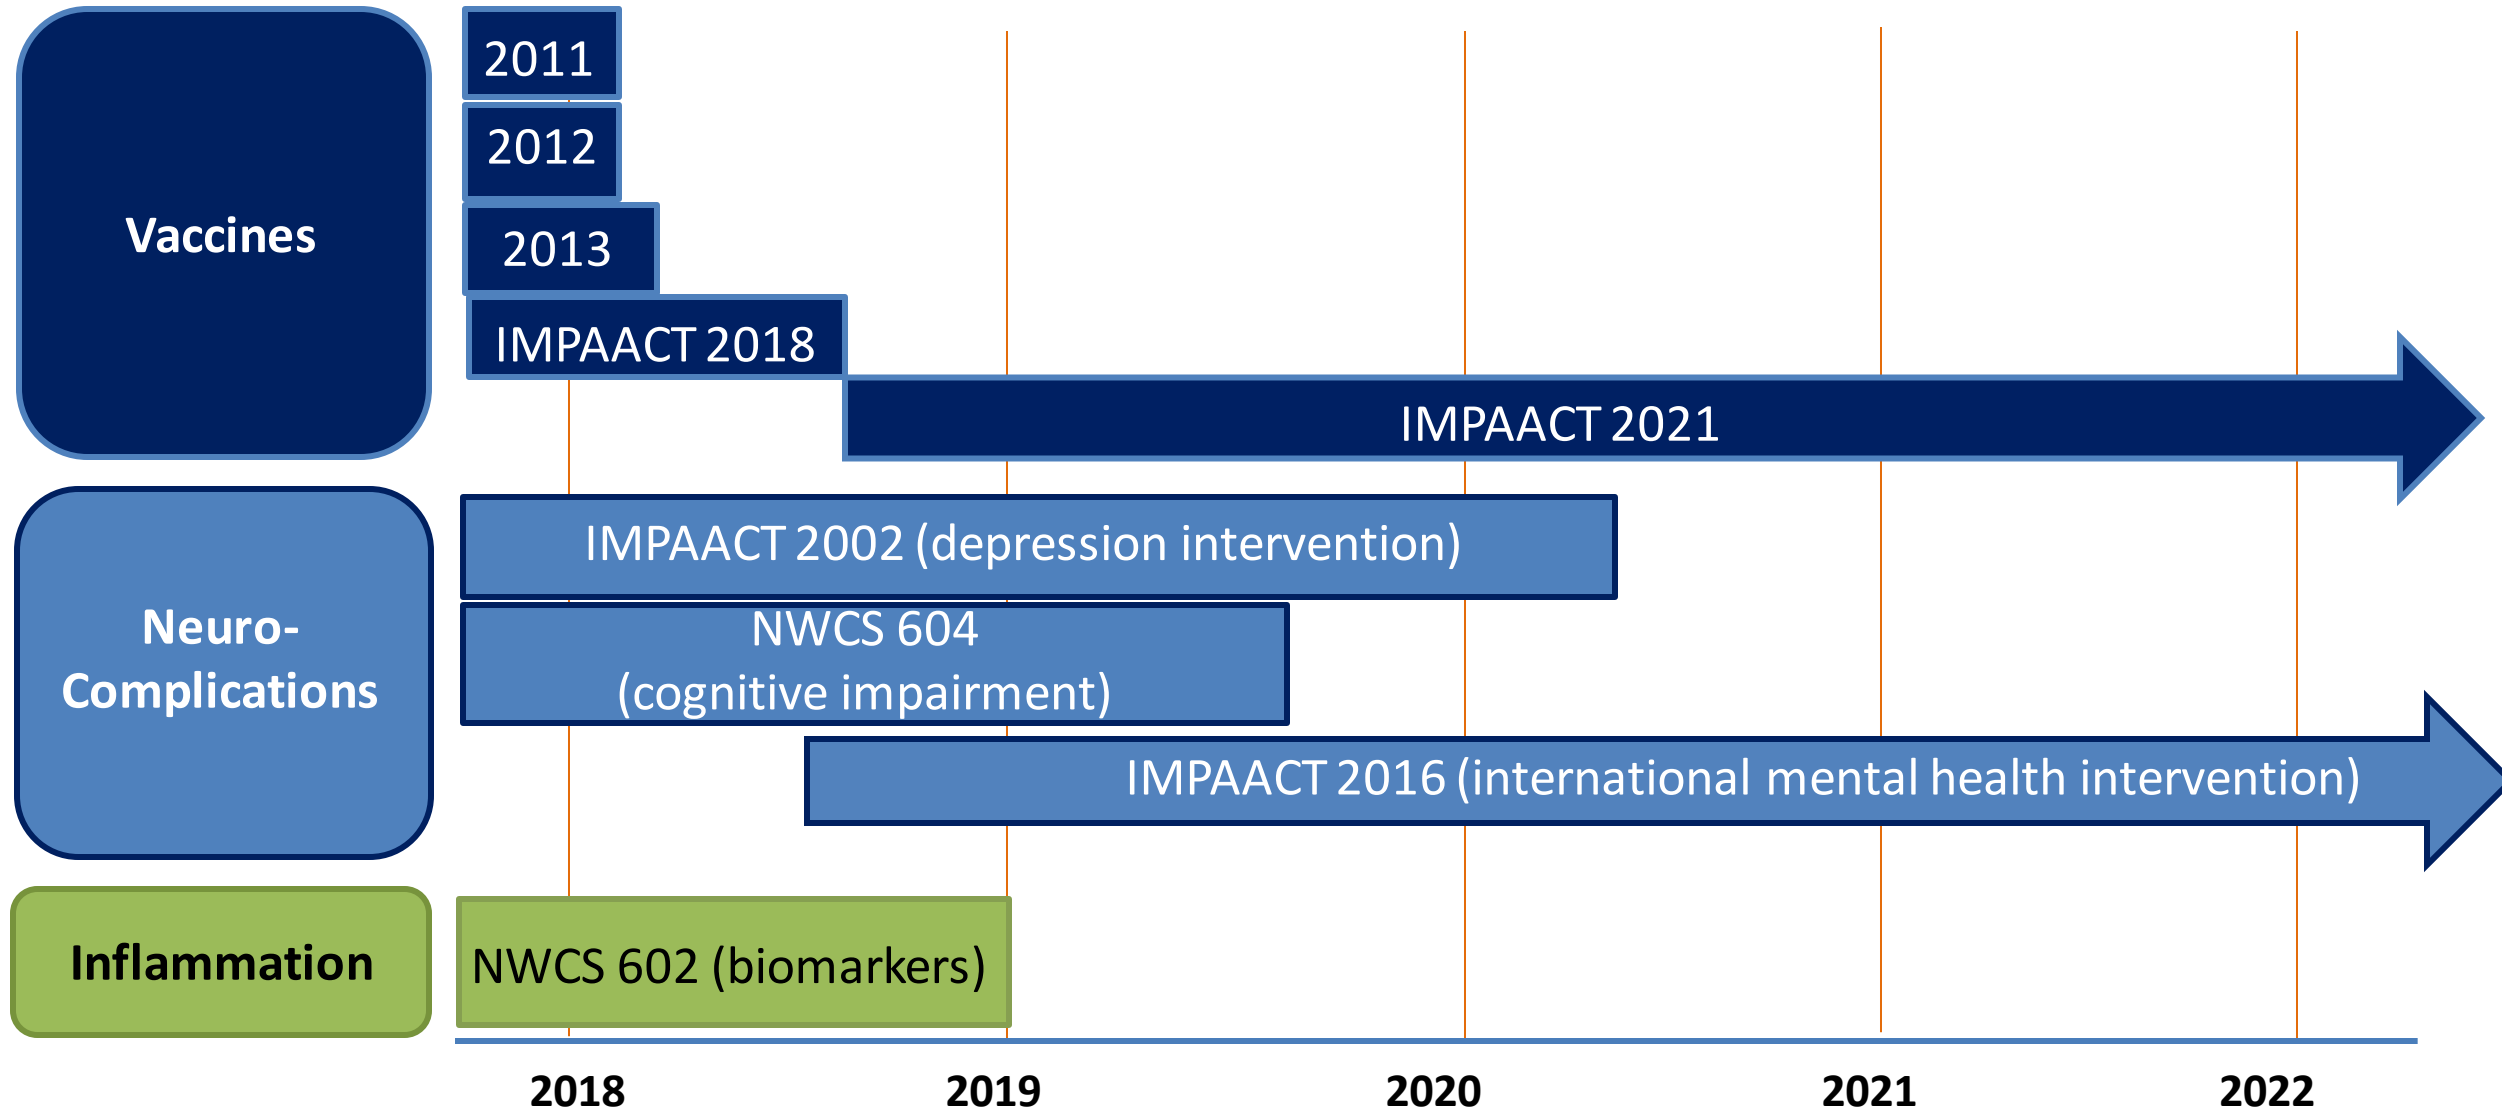 Vaccines
2011
2012
2013
IMPAACT 2018
IMPAACT 2021
Neuro-
Complications
IMPAACT 2002 (depression intervention)
NWCS 604
(cognitive impairment)
IMPAACT 2016 (international mental health intervention)
Inflammation
NWCS 602 (biomarkers)
2018
2019
2020
2021
2022